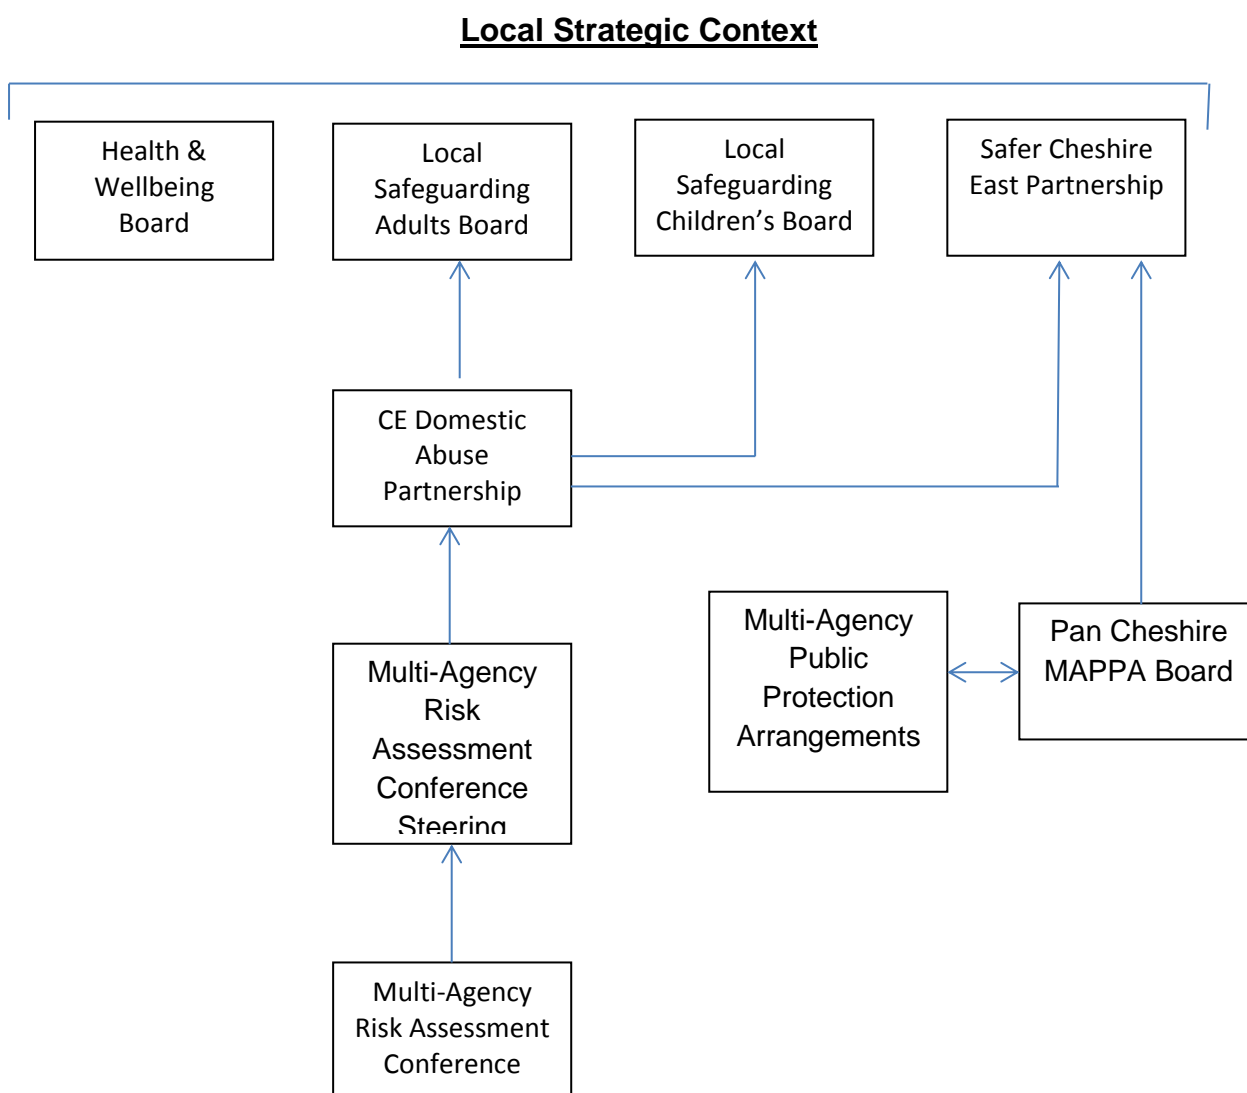 Local Strategic Context
Health &
Wellbeing
Board
Local
Safeguarding
Adults Board
Local
Safeguarding
Children’s Board
Safer Cheshire
East Partnership
CE Domestic
Abuse
Partnership
Multi-Agency
Public
Protection
Arrangements
Pan Cheshire
MAPPA Board
Multi-Agency
Risk
Assessment
Conference
Steering
Multi-Agency
Risk Assessment
Conference